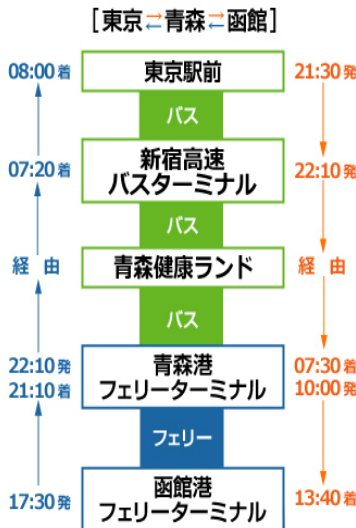 [東京⇄青森⇄函館]
08:00着 東京駅前 21:30発
バス
07:20着 新宿高速 22:10発
バスターミナル
バス
経由 青森健康ランド 経由
バス
22:10発 青森港 07:30着
21:10着 フェリーターミナル 10:00発
フェリー
17:30発 函館港 13:40着
フェリーターミナル